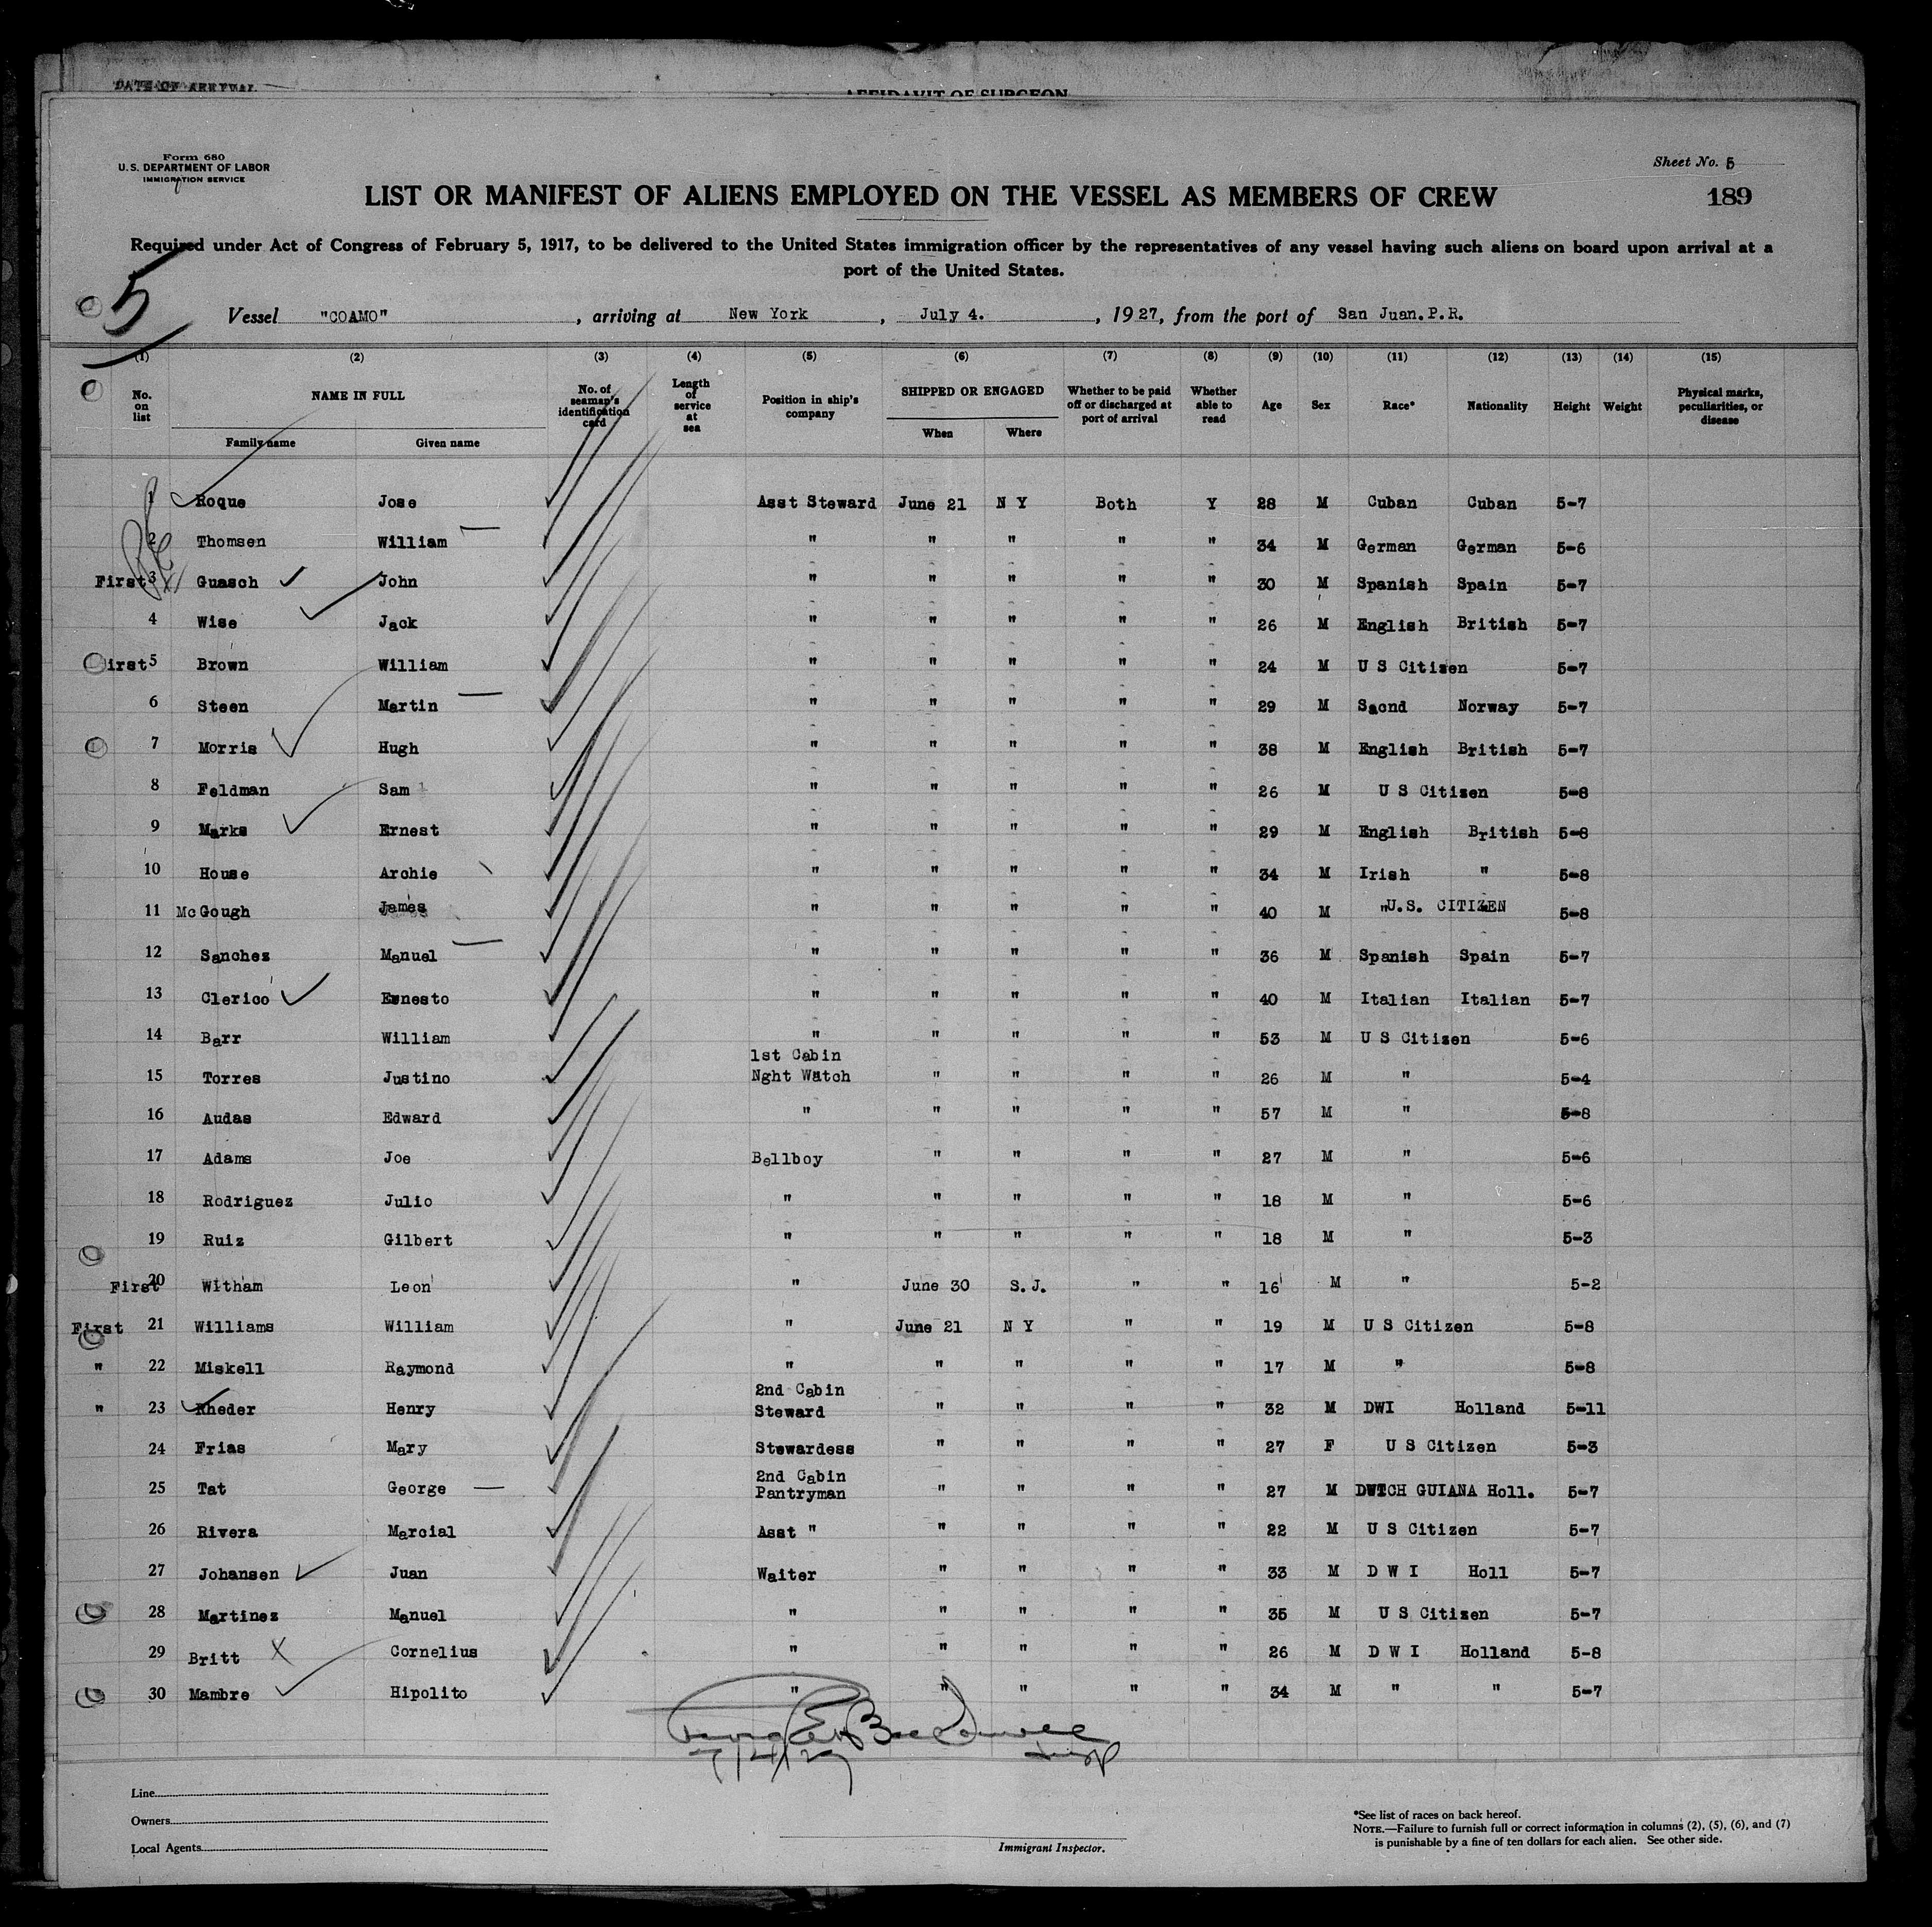 DATE OF ARRIVAL
AFFIDAVIT OF SURGEON
Form 680
U. S. DEPARTMENT OF LABOR
IMMIGRATION SERVICE
Sheet No. 5
LIST OR MANIFEST OF ALIENS EMPLOYED ON THE VESSEL AS MEMBERS OF CREW
189
Required under Act of Congress of February 5, 1917, to be delivered to the United States immigration officer by the representatives of any vessel having such aliens on board upon arrival at a
port of the United States.
5
Vessel "COAMO", arriving at New York, July 4., 1927, from the port of San Juan.P.R.
(1) (2) (3) (4) (5) (6) (7) (8) (9) (10) (11) (12) (13) (14) (15)
No. on list NAME IN FULL Family name Given name No. of seaman's identification card Length of service at sea Position in ship's company SHIPPED OR ENGAGED When Where Whether to be paid off or discharged at port of arrival Whether able to read Age Sex Race* Nationality Height Weight Physical marks, peculiarities, or disease
1 Roque Jose Asst Steward June 21 N Y Both Y 28 M Cuban Cuban 5-7
2 Thomsen William " " " " " 34 M German German 5-6
First 3 Guasch John " " " " " 30 M Spanish Spain 5-7
4 Wise Jack " " " " " 26 M English British 5-7
First 5 Brown William " " " " " 24 M U S Citizen 5-7
6 Steen Martin " " " " " 29 M Sacnd Norway 5-7
7 Morris Hugh " " " " " 38 M English British 5-7
8 Feldman Sam " " " " " 26 M U S Citizen 5-8
9 Marks Ernest " " " " " 29 M English British 5-8
10 House Archie " " " " " 34 M Irish " 5-8
11 Mc Gough James " " " " " 40 M "U.S. CITIZEN 5-8
12 Sanchez Manuel " " " " " 36 M Spanish Spain 5-7
13 Clerico Ernesto " " " " " 40 M Italian Italian 5-7
14 Barr William " " " " " 53 M U S Citizen 5-6
1st Cabin
15 Torres Justino Nght Watch " " " " 26 M " 5-4
16 Audas Edward " " " " " 57 M " 5-8
17 Adams Joe Bellboy " " " " 27 M " 5-6
18 Rodriguez Julio " " " " " 18 M " 5-6
19 Ruiz Gilbert " " " " " 18 M " 5-3
First 20 Witham Leon " June 30 S.J. " " 16 M " 5-2
First 21 Williams William " June 21 N Y " " 19 M U S Citizen 5-8
" 22 Miskell Raymond " " " " " 17 M " 5-8
2nd Cabin
" 23 Rheder Henry Steward " " " " 32 M DWI Holland 5-11
24 Frias Mary Stewardess " " " " 27 F U S Citizen 5-3
2nd Cabin
25 Tat George Pantryman " " " " 27 M DUTCH GUIANA Holl. 5-7
26 Rivera Marcial Asst " " " " " 22 M U S Citizen 5-7
27 Johansen Juan Waiter " " " " 33 M D W I Holl 5-7
28 Martinez Manuel " " " " " 35 M U S Citizen 5-7
29 Britt X Cornelius " " " " " 26 M D W I Holland 5-8
30 Mambre Hipolito " " " " " 34 M " " 5-7
7/4/27 Insp
Line
Owners
Local Agents
Immigrant Inspector.
*See list of races on back hereof.
NOTE.—Failure to furnish full or correct information in columns (2), (5), (6), and (7)
is punishable by a fine of ten dollars for each alien. See other side.